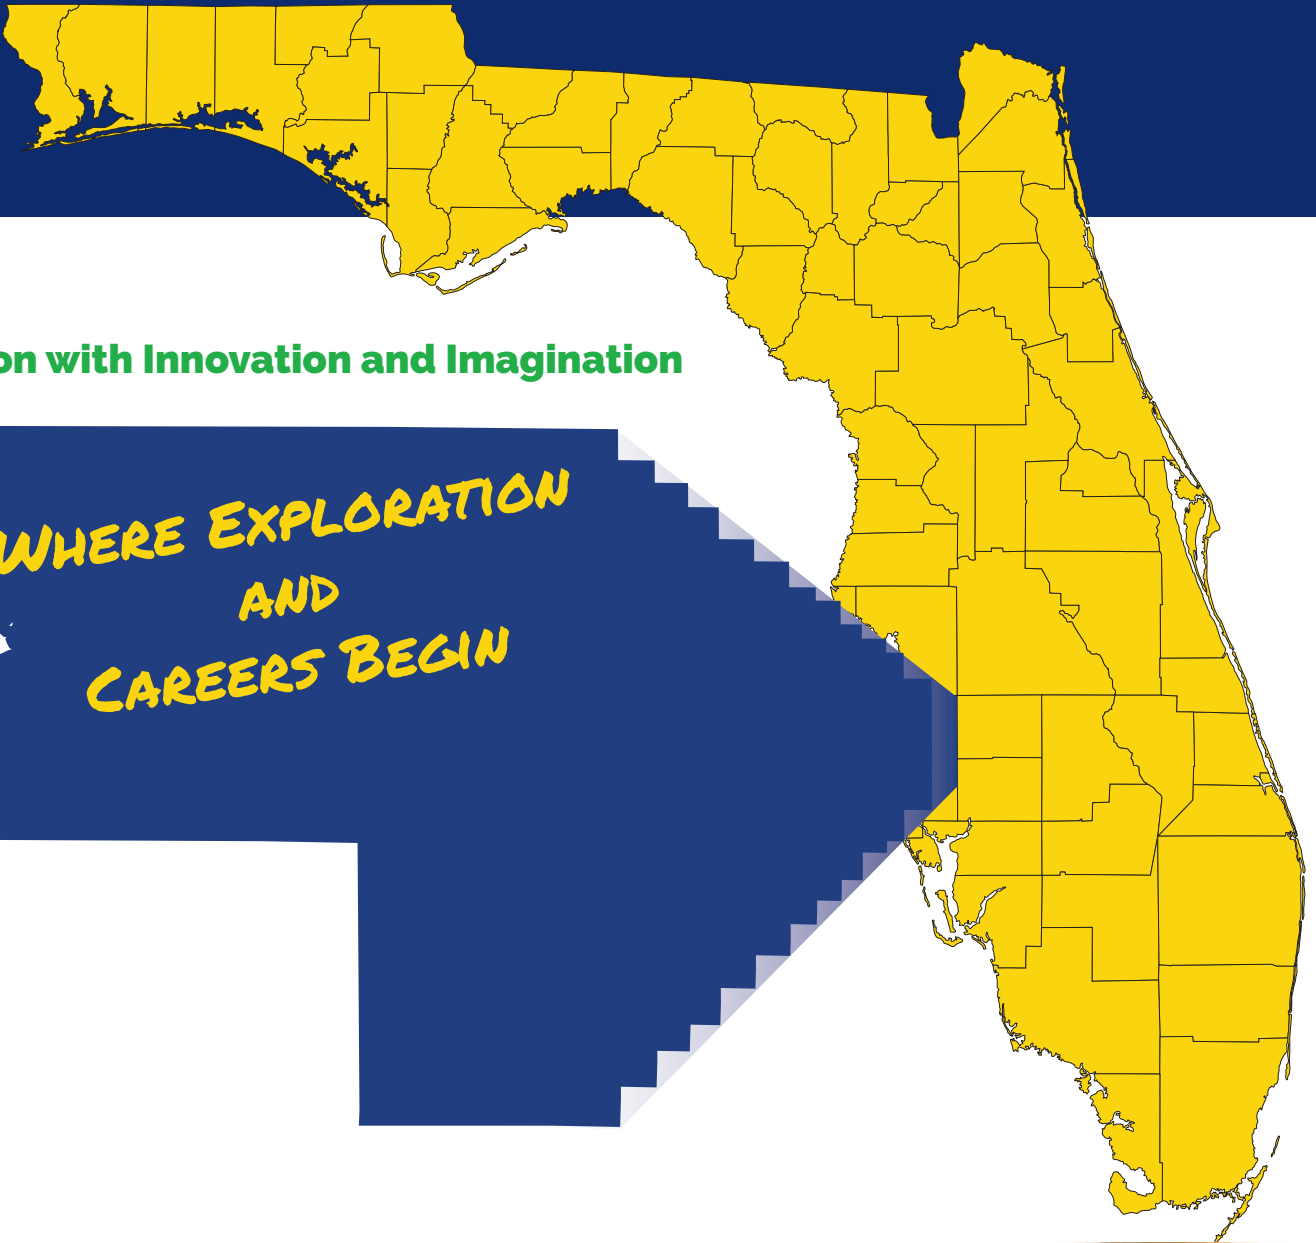 on with Innovation and Imagination
Where Exploration
and
Careers Begin